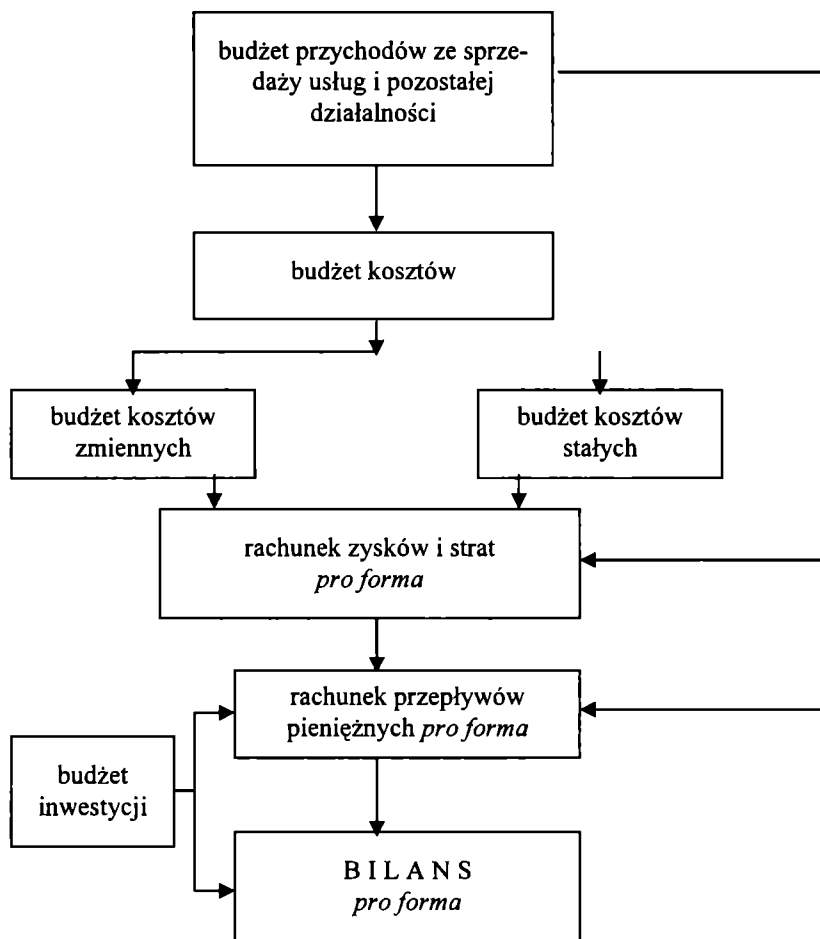 budżet przychodów ze sprze-
daży usług i pozostałej
działalności
budżet kosztów
budżet kosztów
zmiennych
budżet kosztów
stałych
rachunek zysków i strat
pro forma
rachunek przepływów
pieniężnych pro forma
budżet
inwestycji
B I L A N S
pro forma